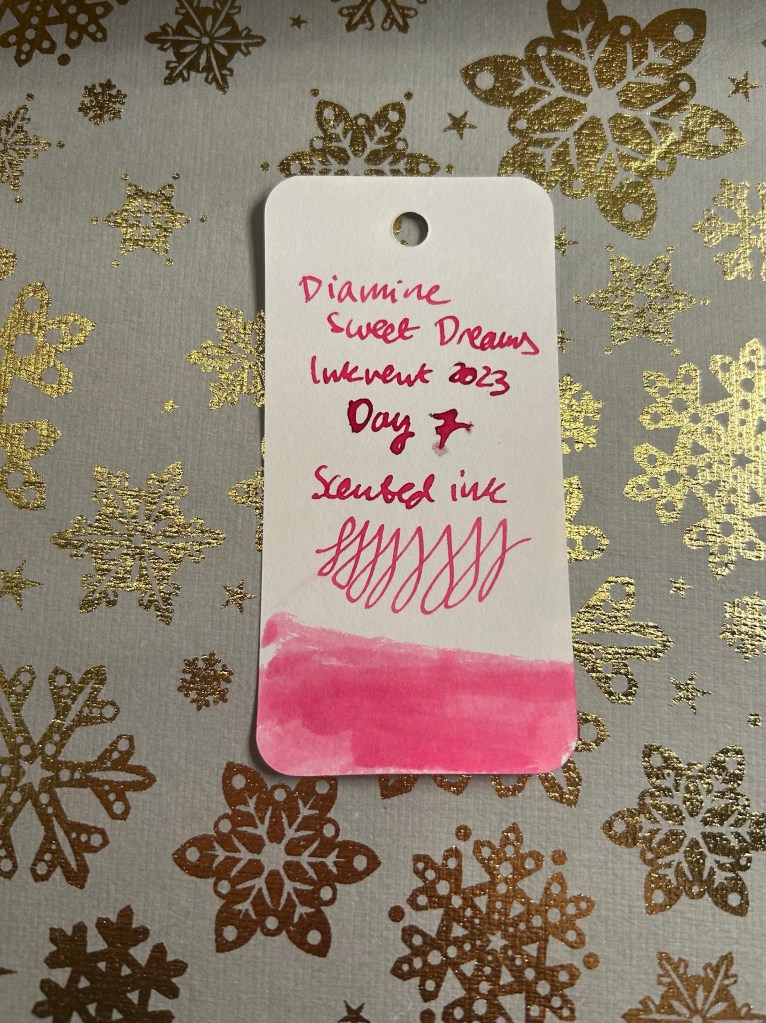 Diamine
Sweet Dreams
Inkvent 2023
Day 7
Scented ink